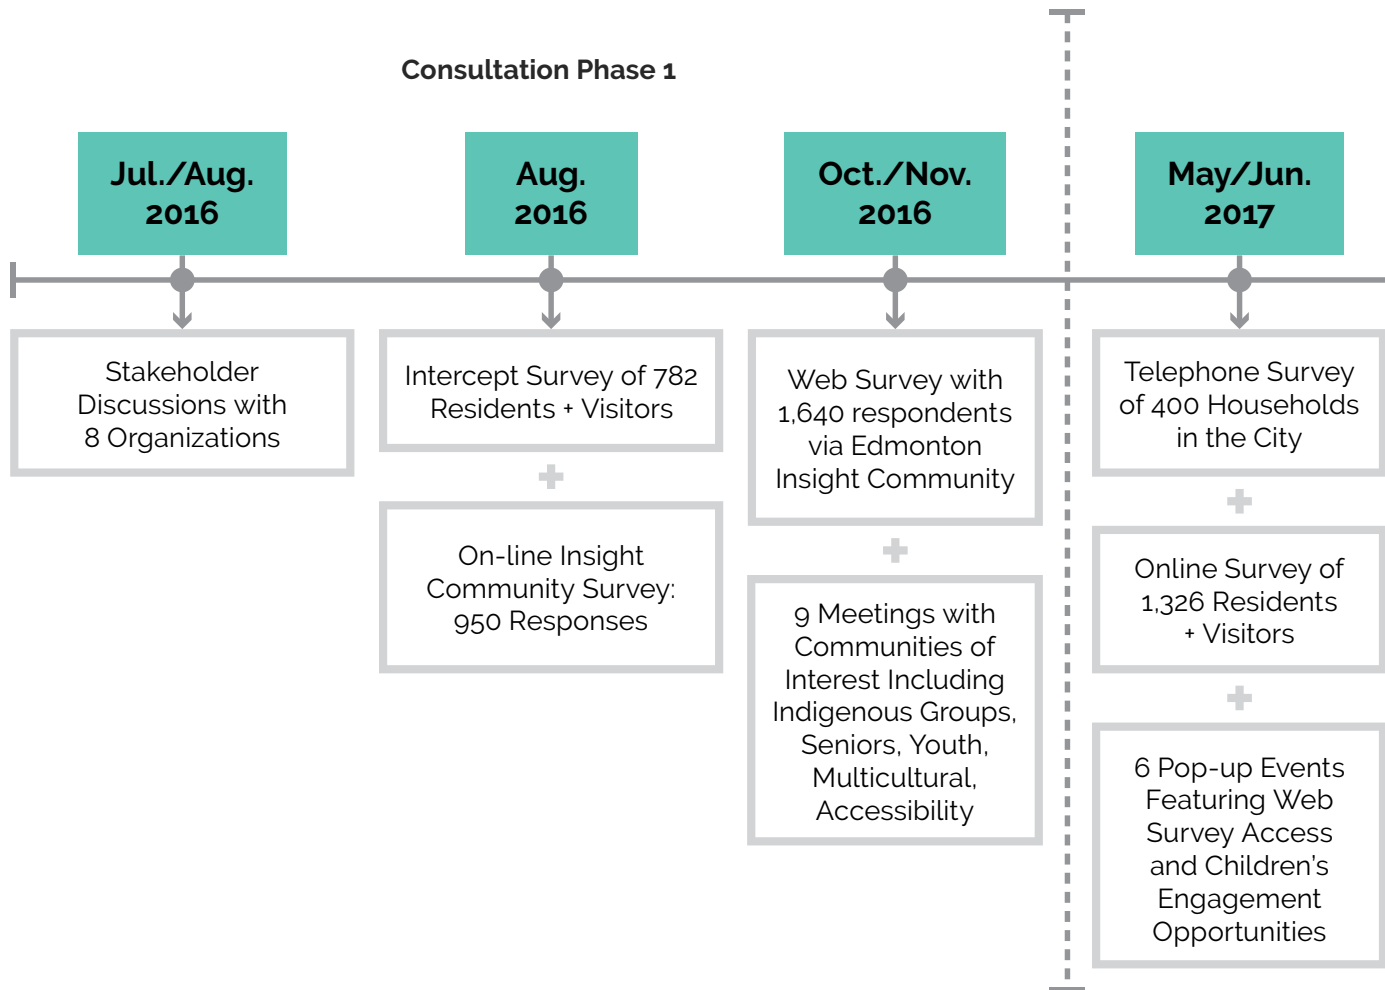 Consultation Phase 1
Jul./Aug.
2016
Aug.
2016
Oct./Nov.
2016
May/Jun.
2017
Stakeholder
Discussions with
8 Organizations
Intercept Survey of 782
Residents + Visitors
+
On-line Insight
Community Survey:
950 Responses
Web Survey with
1,640 respondents
via Edmonton
Insight Community
+
9 Meetings with
Communities of
Interest Including
Indigenous Groups,
Seniors, Youth,
Multicultural,
Accessibility
Telephone Survey
of 400 Households
in the City
+
Online Survey of
1,326 Residents
+ Visitors
+
6 Pop-up Events
Featuring Web
Survey Access
and Children's
Engagement
Opportunities